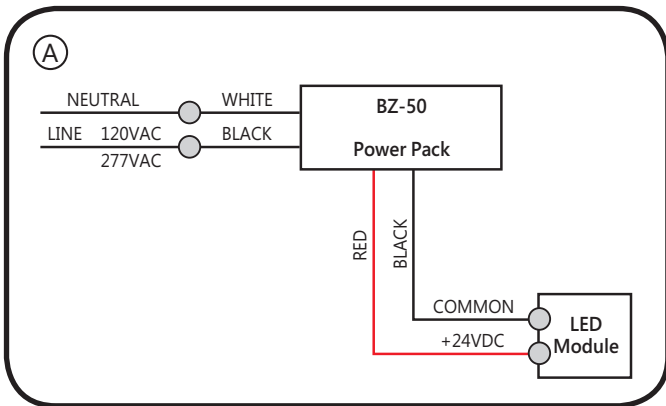 A
NEUTRAL WHITE
LINE 120VAC BLACK
277VAC
BZ-50
Power Pack
RED
BLACK
COMMON
+24VDC
LED
Module